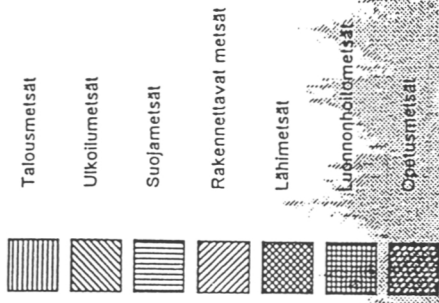 Talousmetsät
Ulkoilumetsät
Suojametsät
Rakennettavat metsät
Lähimetsät
Luonnonhoitometsät
Opetusmetsät